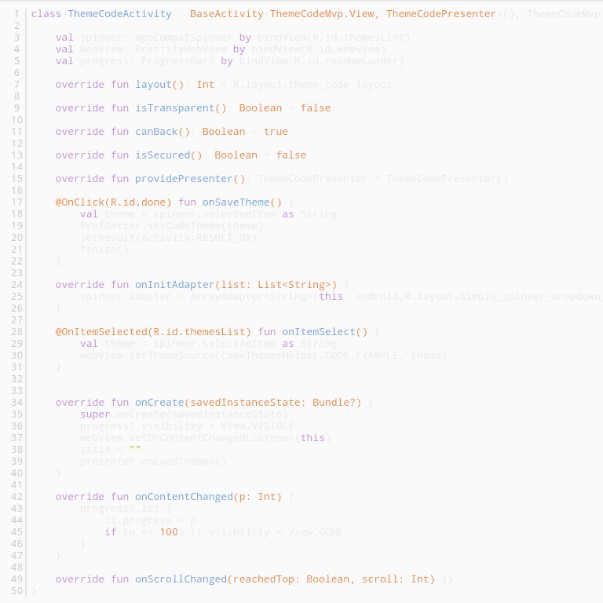 1 class ThemeCodeActivity : BaseActivity<ThemeCodeMvp.View, ThemeCodePresenter>(), ThemeCodeMvp
2
3 val spinner: AppCompatSpinner by bindView(R.id.themesList)
4 val webView: PrettifyWebView by bindView(R.id.webView)
5 val progress: ProgressBar? by bindView(R.id.readmeLoader)
6
7 override fun layout(): Int = R.layout.theme_code_layout
8
9 override fun isTransparent(): Boolean = false
10
11 override fun canBack(): Boolean = true
12
13 override fun isSecured(): Boolean = false
14
15 override fun providePresenter(): ThemeCodePresenter = ThemeCodePresenter()
16
17 @OnClick(R.id.done) fun onSaveTheme() {
18 val theme = spinner.selectedItem as String
19 PrefGetter.setCodeTheme(theme)
20 setResult(Activity.RESULT_OK)
21 finish()
22 }
23
24 override fun onInitAdapter(list: List<String>) {
25 spinner.adapter = ArrayAdapter<String>(this, android.R.layout.simple_spinner_dropdown
26 }
27
28 @OnItemSelected(R.id.themesList) fun onItemSelect() {
29 val theme = spinner.selectedItem as String
30 webView.setThemeSource(CodeThemesHelper.CODE_EXAMPLE, theme)
31 }
32
33
34 override fun onCreate(savedInstanceState: Bundle?) {
35 super.onCreate(savedInstanceState)
36 progress?.visibility = View.VISIBLE
37 webView.setOnContentChangedListener(this)
38 title = ""
39 presenter.onLoadThemes()
40 }
41
42 override fun onContentChanged(p: Int) {
43 progress?.let {
44 it.progress = p
45 if (p == 100) it.visibility = View.GONE
46 }
47 }
48
49 override fun onScrollChanged(reachedTop: Boolean, scroll: Int) {}
50 }